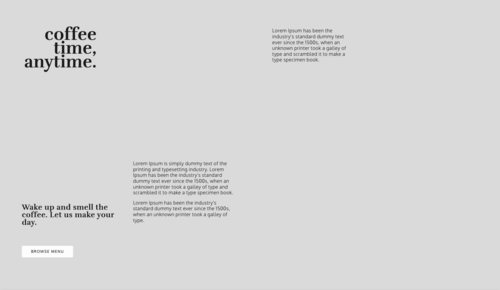 coffee
time,
anytime.
Lorem Ipsum has been the
industry's standard dummy text
ever since the 1500s, when an
unknown printer took a galley of
type and scrambled it to make a
type specimen book.
Lorem Ipsum is simply dummy text of the
printing and typesetting industry. Lorem
Ipsum has been the industry's standard
dummy text ever since the 1500s, when an
unknown printer took a galley of type and
scrambled it to make a type specimen book.
Lorem Ipsum has been the industry's
standard dummy text ever since the 1500s,
when an unknown printer took a galley of
type.
Wake up and smell the
coffee. Let us make your
day.
BROWSE MENU